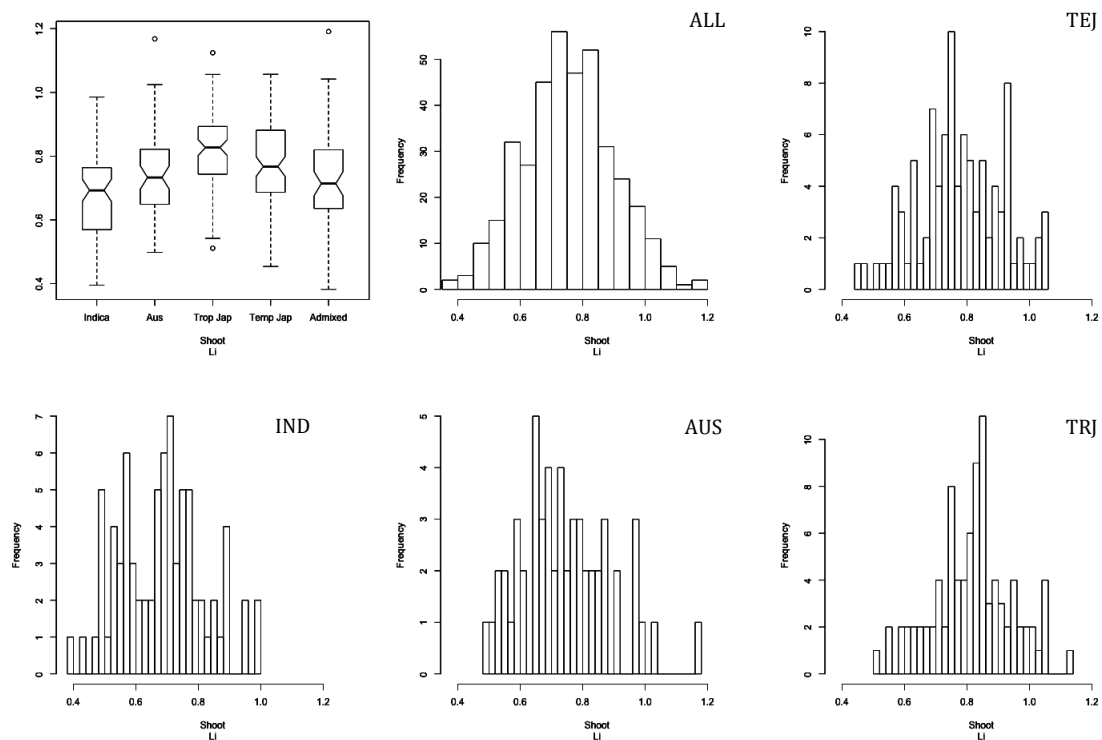 1.2
1.0
0.8
0.6
0.4
Indica Aus Trop Jap Temp Jap Admixed
Shoot
Li
ALL
Frequency
0 10 20 30 40 50
0.4 0.6 0.8 1.0 1.2
Shoot
Li
TEJ
Frequency
0 2 4 6 8 10
0.4 0.6 0.8 1.0 1.2
Shoot
Li
IND
Frequency
0 1 2 3 4 5 6 7
0.4 0.6 0.8 1.0 1.2
Shoot
Li
AUS
Frequency
0 1 2 3 4 5
0.4 0.6 0.8 1.0 1.2
Shoot
Li
TRJ
Frequency
0 2 4 6 8 10
0.4 0.6 0.8 1.0 1.2
Shoot
Li